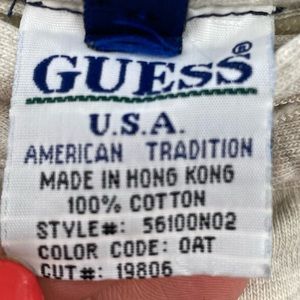 GUESS®
U.S.A.
AMERICAN TRADITION
MADE IN HONG KONG
100% COTTON
STYLE#: 56100N02
COLOR CODE: OAT
CUT#: 19806